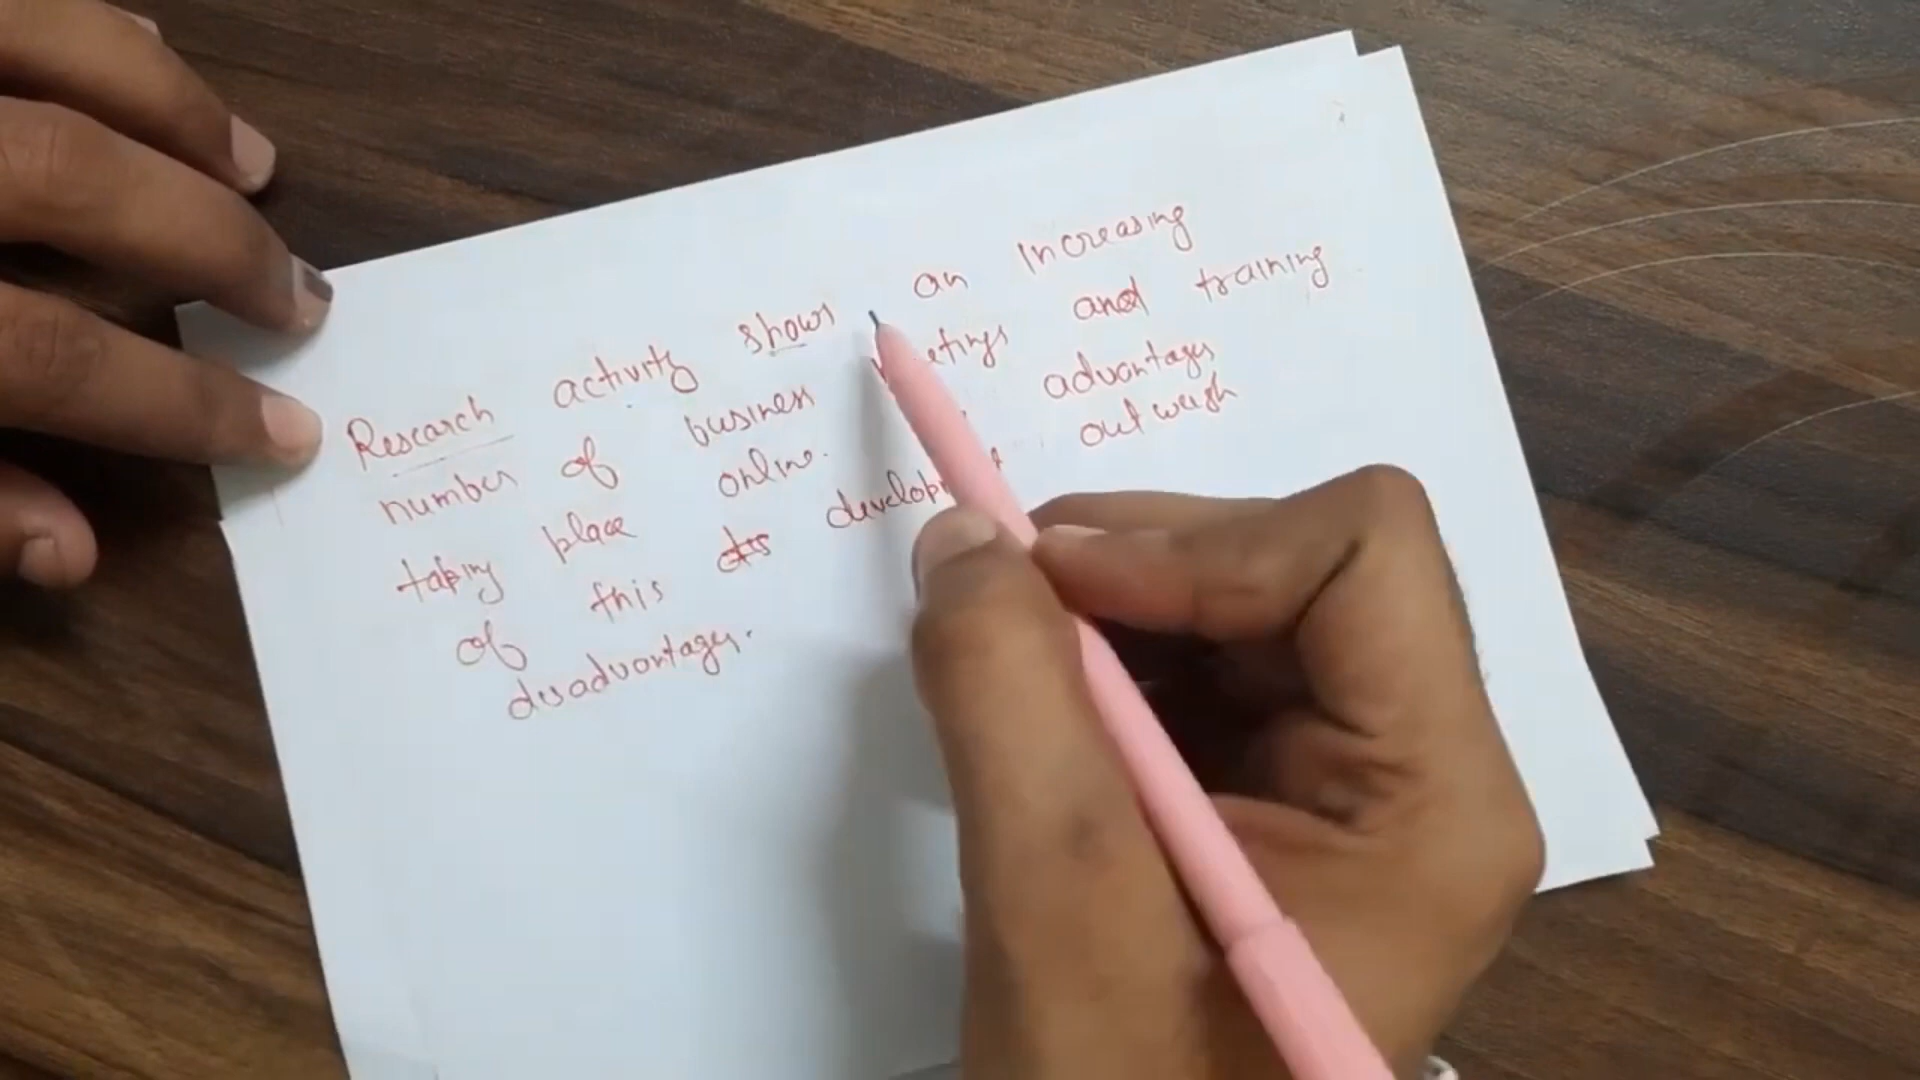 Research activity shows an increasing
number of business meetings and training
taking place online. advantages
of this development outweigh
disadvantages.